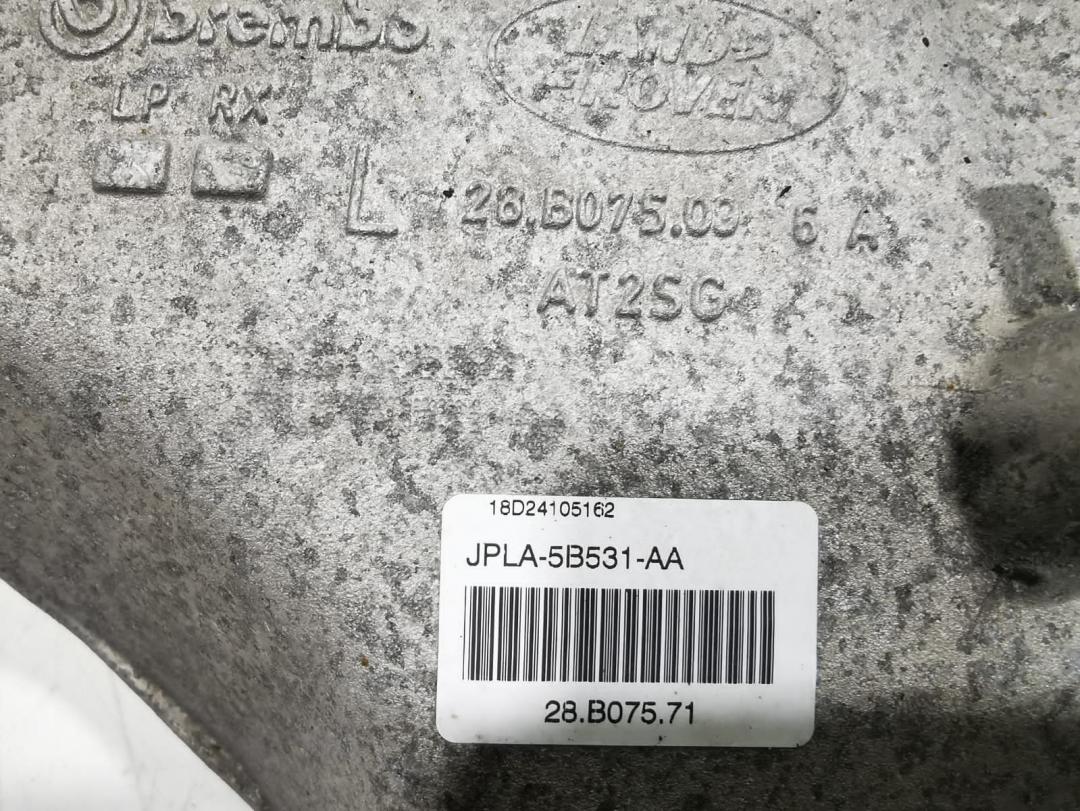 brembo
LAND
ROVER
LP RX
L 28.B075.03 6 A
AT2SG
18D24105162
JPLA-5B531-AA
28.B075.71